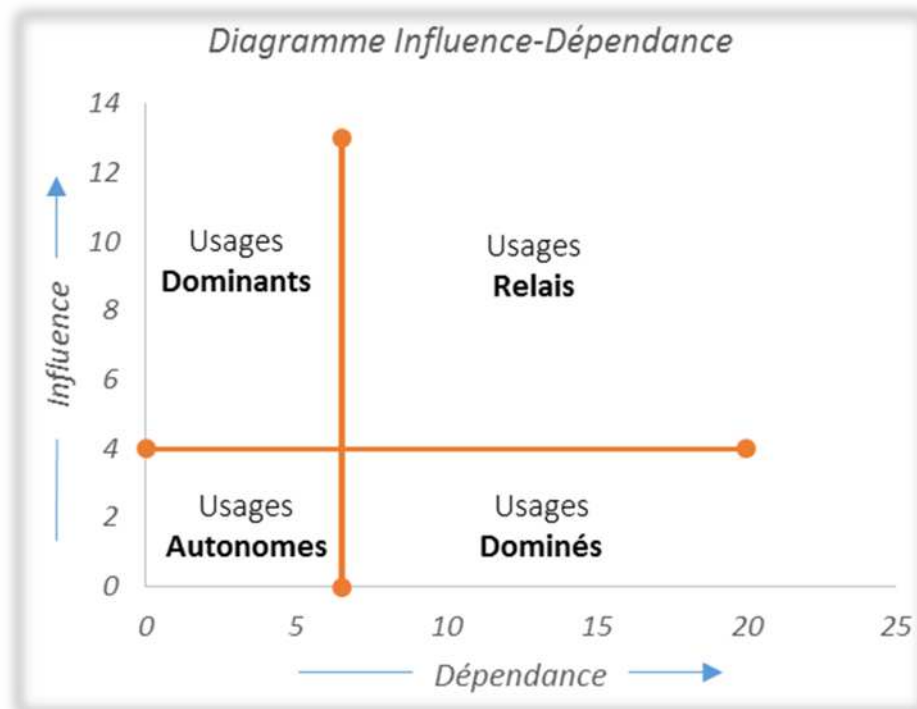 Diagramme Influence-Dépendance
14
12
10
8
6
4
2
0
Influence
Usages
Dominants
Usages
Relais
Usages
Autonomes
Usages
Dominés
0 5 10 15 20 25
Dépendance